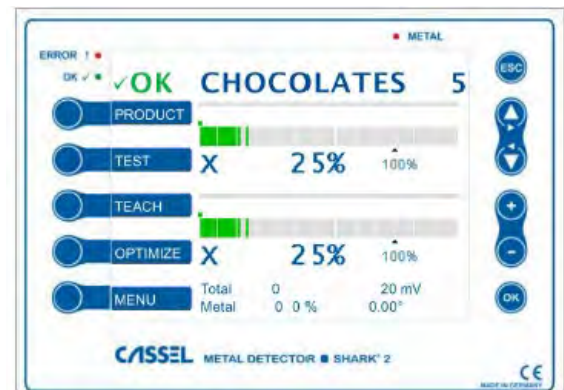 METAL
ERROR !
OK ✓
✓OK CHOCOLATES 5
ESC
PRODUCT
TEST
X 25% 100%
TEACH
+
OPTIMIZE
X 25% 100%
-
MENU
Total 0 20 mV
Metal 0 0 % 0.00°
OK
CASSEL METAL DETECTOR ■ SHARK® 2
CE
MADE IN GERMANY